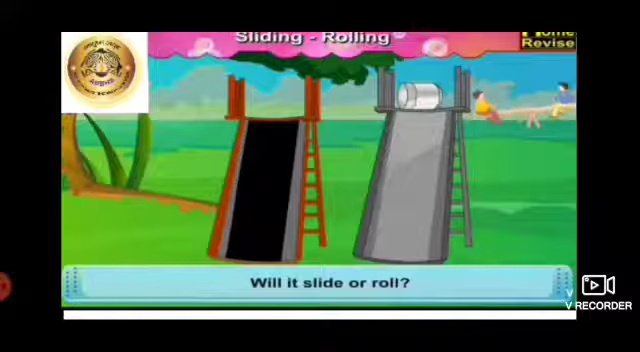 Sliding - Rolling
Home
Revise
Will it slide or roll?
V RECORDER